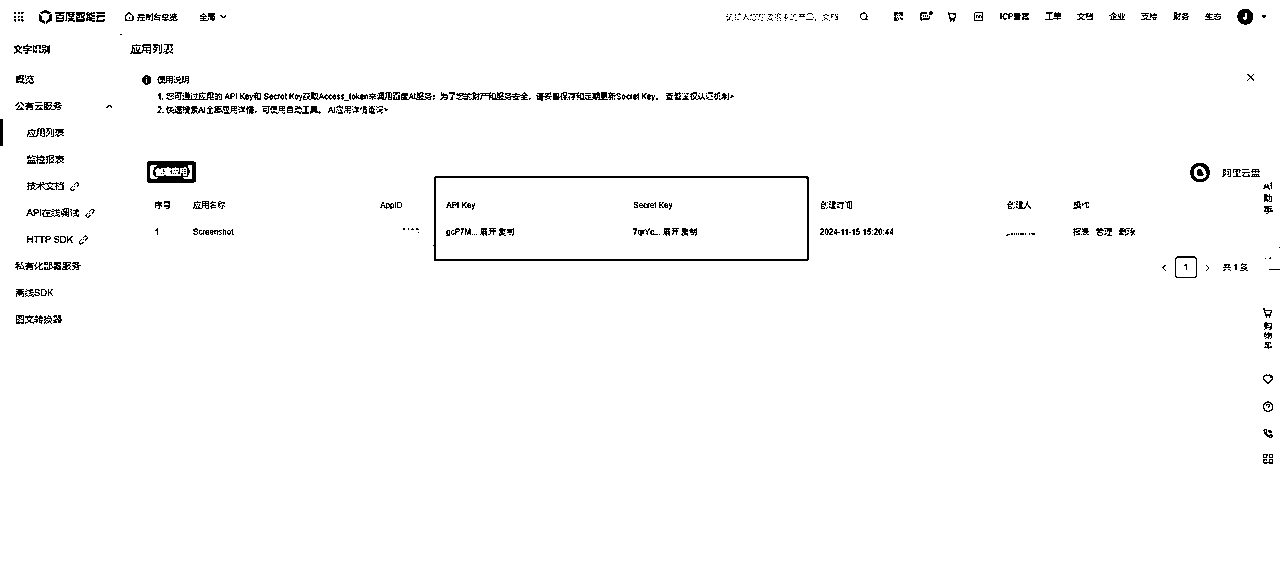 百度智能云 控制台总览 全局 ICP备案 工单 文档 企业 支持 财务 生态 J
文字识别
概览
公有云服务
应用列表
监控报表
技术文档
API在线调试
HTTP SDK
私有化部署服务
离线SDK
图文转换器
应用列表
使用说明
1. 您可通过应用的 API Key和 Secret Key获取Access_token来调用百度AI服务；为了您的财产和服务安全，请妥善保存和定期更新Secret Key。 查看鉴权认证机制>
2. 快速搜索AI全部应用详情，可使用自助工具。 AI应用详情查询>
创建应用
序号 应用名称 AppID API Key Secret Key 创建时间 创建人 操作
1 Screenshot gcP7M... 展开 复制 展开 复制 2024-11-15 15:20:44 报表 管理 删除
1 共 1 条
阿里云盘
助
购物车